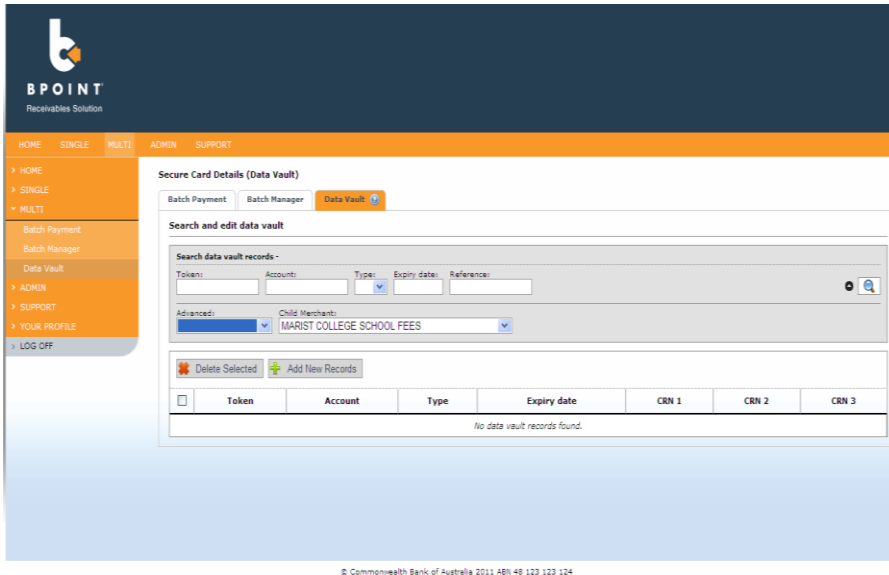 b
BPOINT
Receivables Solution
HOME SINGLE MULTI ADMIN SUPPORT
> HOME
> SINGLE
MULTI
Batch Payment
Batch Manager
Data Vault
> ADMIN
> SUPPORT
> YOUR PROFILE
> LOG OFF
Secure Card Details (Data Vault)
Batch Payment Batch Manager Data Vault ?
Search and edit data vault
Search data vault records -
Token: Account: Type: Expiry date: Reference:
Advanced: Child Merchant:
MARIST COLLEGE SCHOOL FEES
Delete Selected Add New Records
Token Account Type Expiry date CRN 1 CRN 2 CRN 3
No data vault records found.
© Commonwealth Bank of Australia 2011 ABN 48 123 123 124